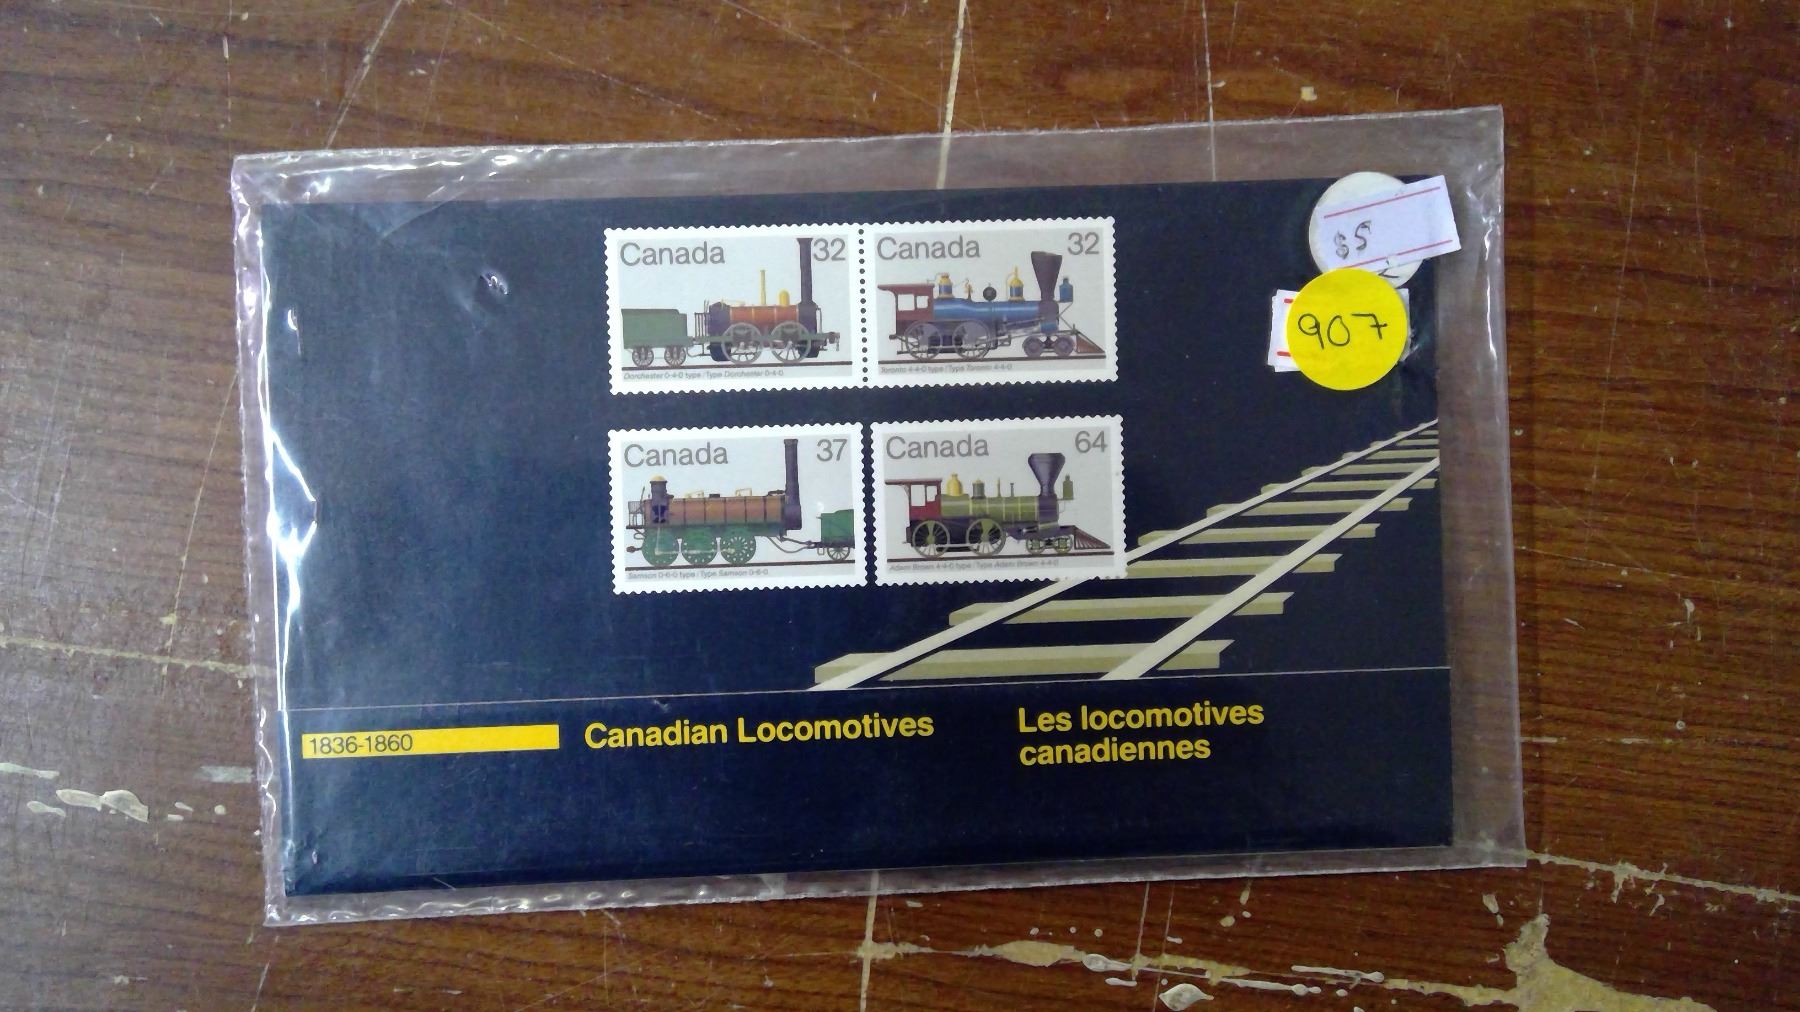 Canada 32
Dorchester 0-4-0 type / Type Dorchester 0-4-0
Canada 32
Toronto 4-4-0 type / Type Toronto 4-4-0
$5
907
Canada 37
Samson 0-6-0 type / Type Samson 0-6-0
Canada 64
Adam Brown 4-4-0 type / Type Adam Brown 4-4-0
1836-1860
Canadian Locomotives
Les locomotives
canadiennes